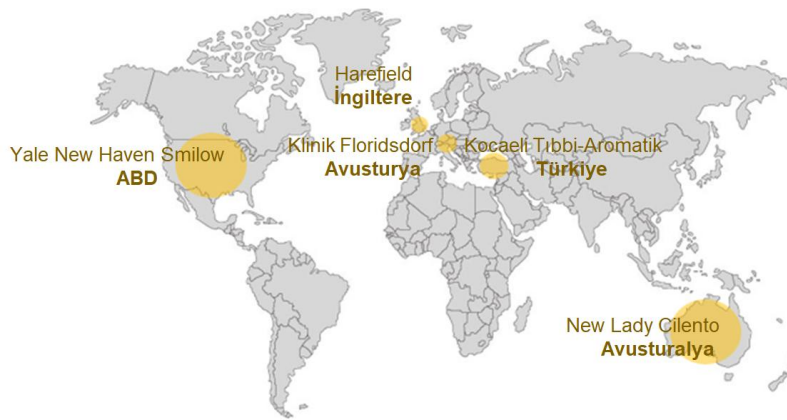 Harefield
İngiltere
Yale New Haven Smilow
ABD
Klinik Floridsdorf
Avusturya
Kocaeli Tıbbi-Aromatik
Türkiye
New Lady Cilento
Avusturalya